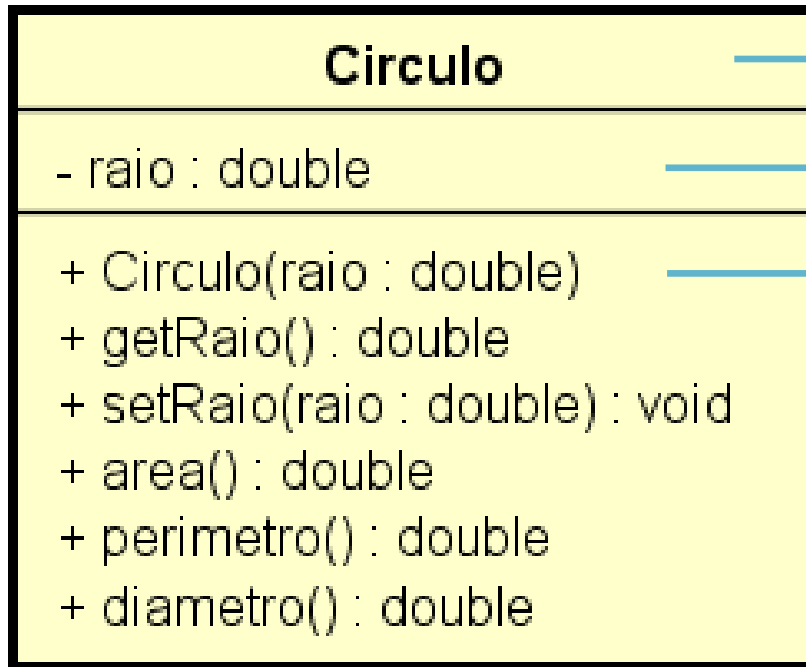 Circulo
- raio : double
+ Circulo(raio : double)
+ getRaio() : double
+ setRaio(raio : double) : void
+ area() : double
+ perimetro() : double
+ diametro() : double